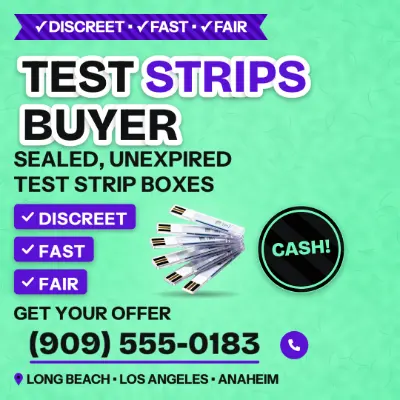 ✓DISCREET • ✓FAST • ✓FAIR
TEST STRIPS
BUYER
SEALED, UNEXPIRED
TEST STRIP BOXES
✓ DISCREET
✓ FAST
✓ FAIR
CASH!
GET YOUR OFFER
(909) 555-0183
LONG BEACH • LOS ANGELES • ANAHEIM